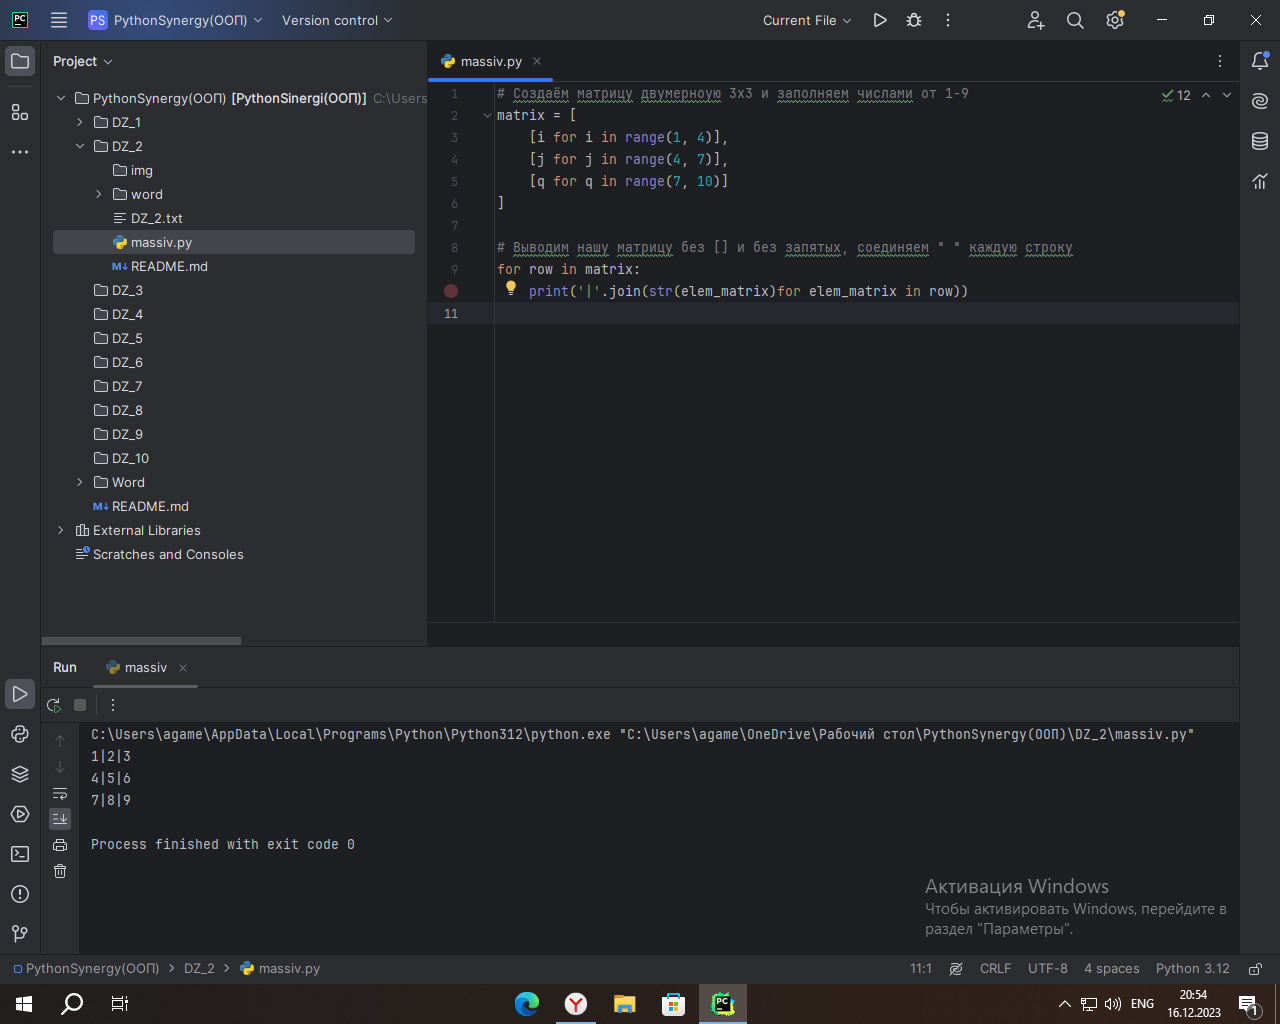 PC
PS PythonSynergy(ООП)
Version control
Current File
Project
PythonSynergy(ООП) [PythonSinergi(ООП)] C:\Users
DZ_1
DZ_2
img
word
DZ_2.txt
massiv.py
M↓ README.md
DZ_3
DZ_4
DZ_5
DZ_6
DZ_7
DZ_8
DZ_9
DZ_10
Word
M↓ README.md
External Libraries
Scratches and Consoles
massiv.py
12
1 # Создаём матрицу двумерноую 3х3 и заполняем числами от 1-9
2 matrix = [
3     [i for i in range(1, 4)],
4     [j for j in range(4, 7)],
5     [q for q in range(7, 10)]
6 ]
7
8 # Выводим нашу матрицу без [] и без запятых, соединяем " " каждую строку
9 for row in matrix:
    print('|'.join(str(elem_matrix)for elem_matrix in row))
11
Run
massiv
C:\Users\agame\AppData\Local\Programs\Python\Python312\python.exe "C:\Users\agame\OneDrive\Рабочий стол\PythonSynergy(ООП)\DZ_2\massiv.py"
1|2|3
4|5|6
7|8|9
Process finished with exit code 0
Активация Windows
Чтобы активировать Windows, перейдите в
раздел "Параметры".
PythonSynergy(ООП) > DZ_2 > massiv.py
11:1 CRLF UTF-8 4 spaces Python 3.12
PC
ENG
20:54
16.12.2023
1